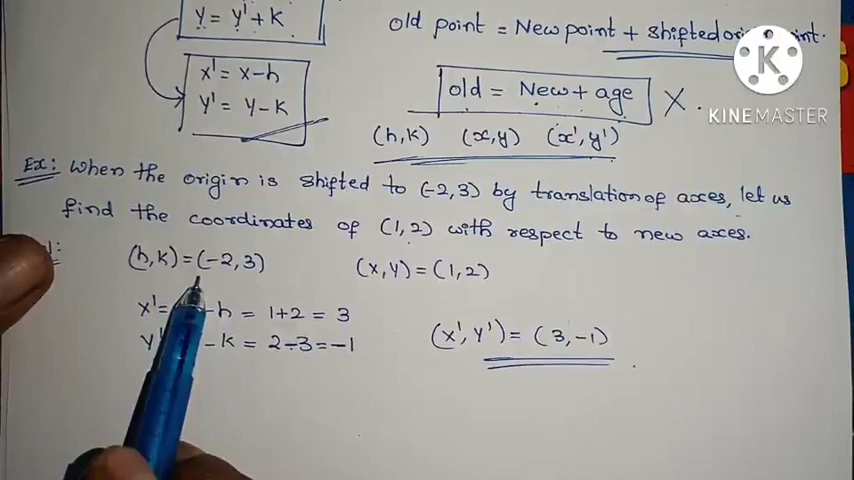 y = y' + k
old point = New point + shifted point.
x' = x-h
y' = y-k
old = New + age X.
(h,k) (x,y) (x',y')
KINEMASTER
Ex: When the origin is shifted to (-2,3) by translation of axes, let us
find the coordinates of (1,2) with respect to new axes.
(h,k) = (-2,3) (x,y) = (1,2)
x' = -h = 1+2 = 3
y' -k = 2-3 = -1 (x',y') = (3,-1)